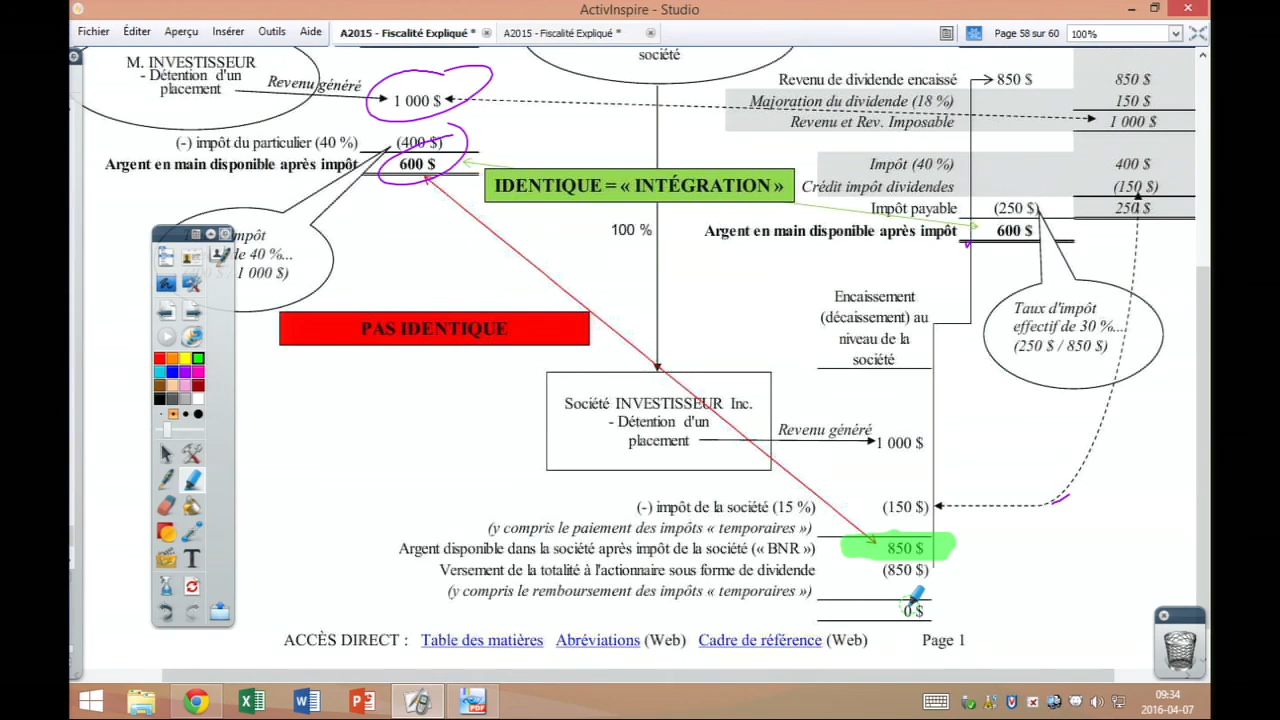 ActivInspire - Studio
Fichier Éditer Aperçu Insérer Outils Aide
A2015 - Fiscalité Expliqué *
A2015 - Fiscalité Expliqué *
Page 58 sur 60
100%
M. INVESTISSEUR
- Détention d'un
placement
Revenu généré
1 000 $
(-) impôt du particulier (40 %) (400 $)
Argent en main disponible après impôt 600 $
société
Revenu de dividende encaissé 850 $ 850 $
Majoration du dividende (18 %) 150 $
Revenu et Rev. Imposable 1 000 $
Impôt (40 %) 400 $
Crédit impôt dividendes (150 $)
Impôt payable (250 $) 250 $
Argent en main disponible après impôt 600 $
IDENTIQUE = « INTÉGRATION »
100 %
de 40 %...
1 000 $)
PAS IDENTIQUE
Encaissement
(décaissement) au
niveau de la
société
Taux d'impôt
effectif de 30 %...
(250 $ / 850 $)
Société INVESTISSEUR Inc.
- Détention d'un
placement
Revenu généré
1 000 $
(-) impôt de la société (15 %) (150 $)
(y compris le paiement des impôts « temporaires »)
Argent disponible dans la société après impôt de la société (« BNR ») 850 $
Versement de la totalité à l'actionnaire sous forme de dividende (850 $)
(y compris le remboursement des impôts « temporaires »)
0 $
ACCÈS DIRECT : Table des matières Abréviations (Web) Cadre de référence (Web) Page 1
09:34
2016-04-07